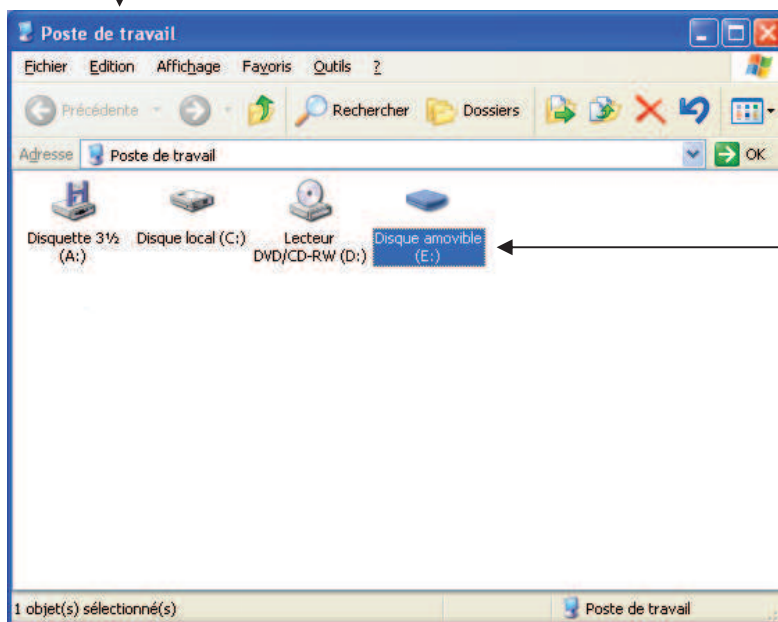 Poste de travail
Fichier Edition Affichage Favoris Outils ?
Précédente Rechercher Dossiers
Adresse Poste de travail OK
Disquette 3½ (A:)
Disque local (C:)
Lecteur DVD/CD-RW (D:)
Disque amovible (E:)
1 objet(s) sélectionné(s) Poste de travail